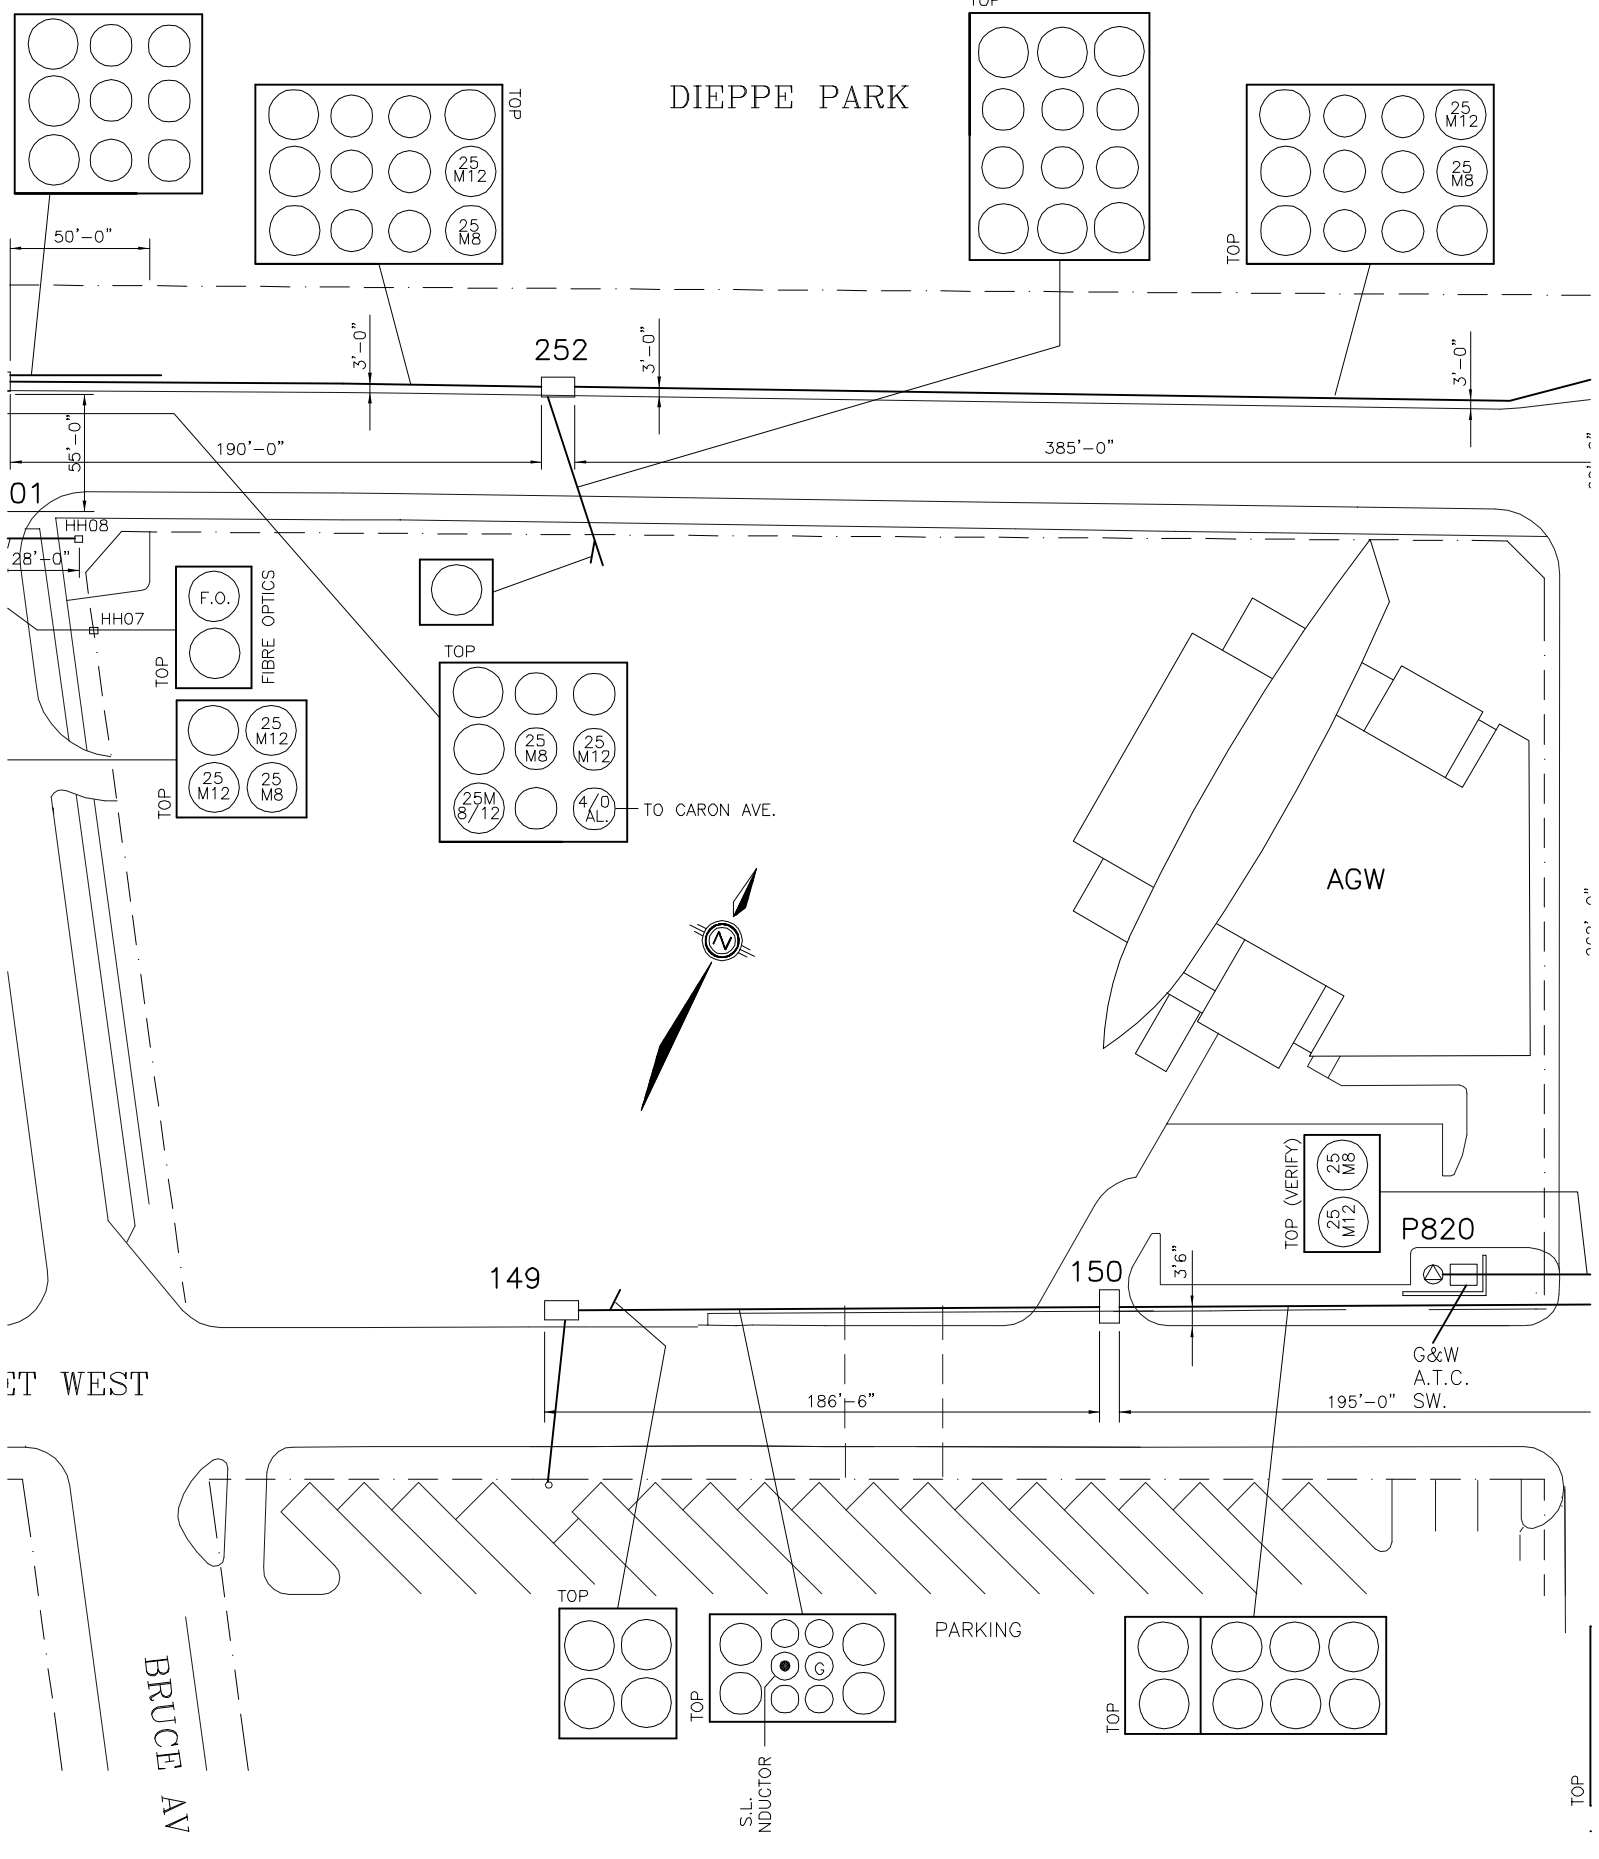 TOP
DIEPPE PARK
TOP
25
M12
25
M8
25
M12
25
M8
TOP
50'-0"
3'-0"
252
3'-0"
3'-0"
190'-0"
385'-0"
55'-0"
01
HH08
28'-0"
HH07
F.O.
FIBRE OPTICS
TOP
TOP
25
M12
25
M12
25
M8
TOP
25
M8
25
M12
25M
8/12
4/0
AL.
TO CARON AVE.
N
AGW
TOP (VERIFY)
25
M8
25
M12
P820
3'6"
149
150
G&W
A.T.C.
SW.
ET WEST
186'-6"
195'-0"
TOP
PARKING
G
TOP
TOP
S.L.
NDUCTOR
BRUCE AV
TOP